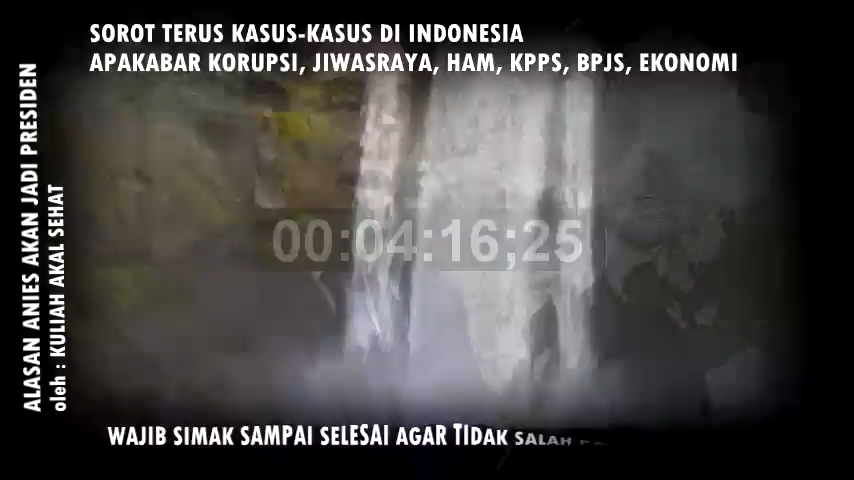 SOROT TERUS KASUS-KASUS DI INDONESIA
APAKABAR KORUPSI, JIWASRAYA, HAM, KPPS, BPJS, EKONOMI
ALASAN ANIES AKAN JADI PRESIDEN
oleh : KULIAH AKAL SEHAT
00:04:16;25
WAJIB SIMAK SAMPAI SELESAI AGAR TIDAK SALAH